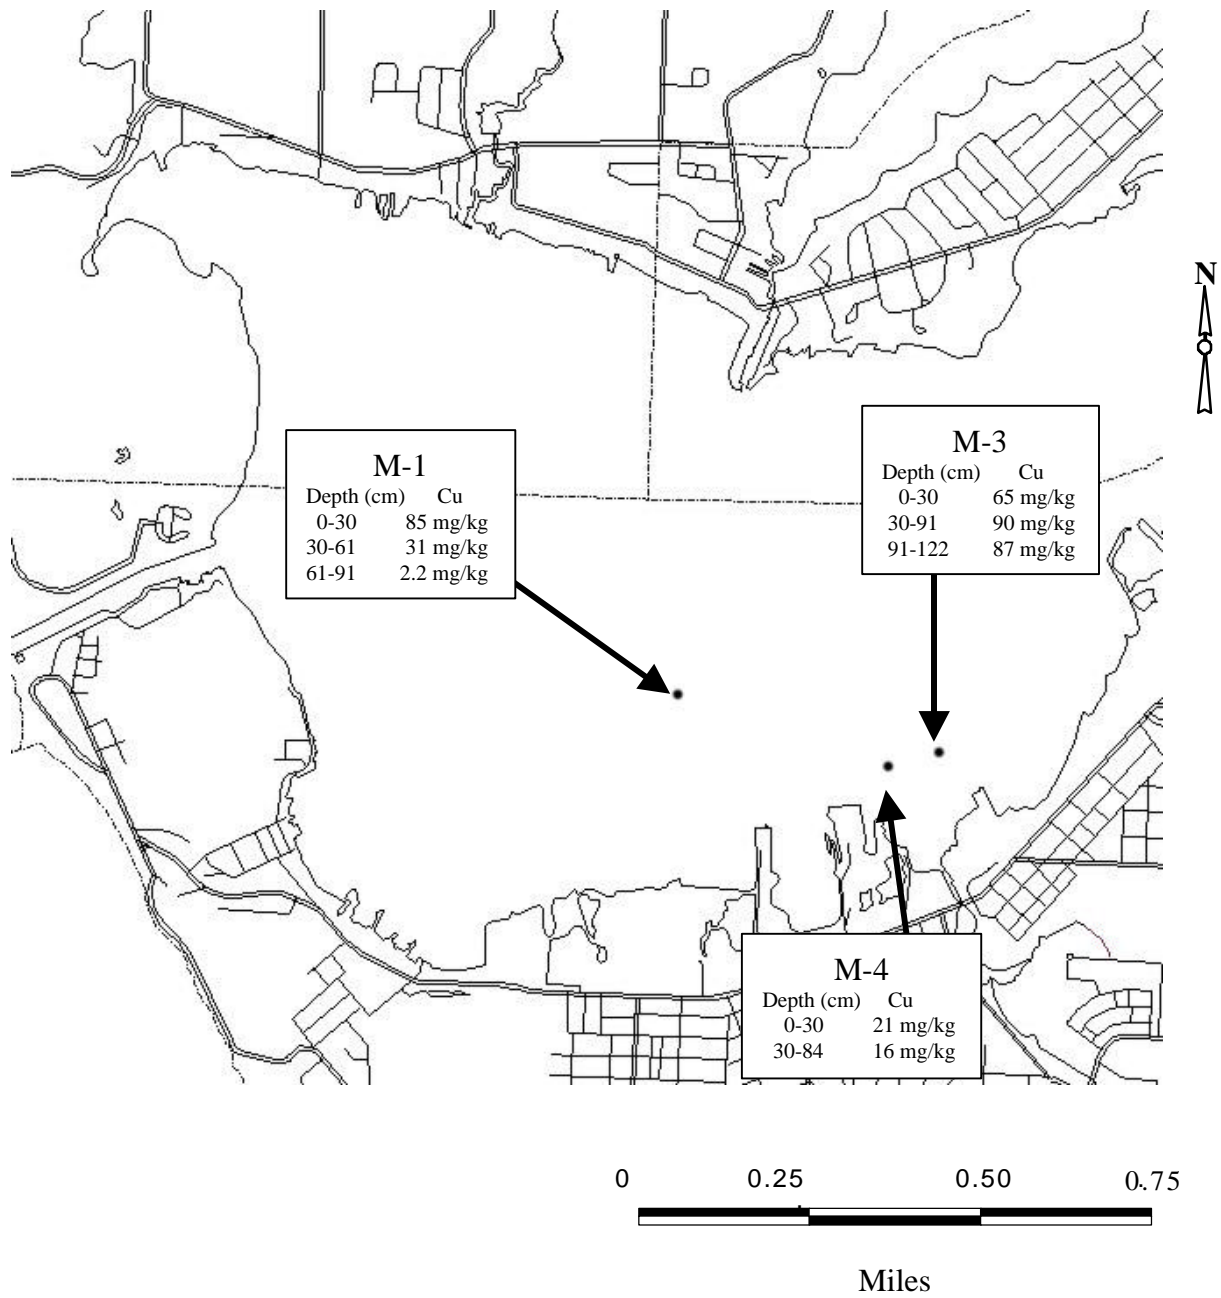 N
M-1
Depth (cm) Cu
0-30 85 mg/kg
30-61 31 mg/kg
61-91 2.2 mg/kg
M-3
Depth (cm) Cu
0-30 65 mg/kg
30-91 90 mg/kg
91-122 87 mg/kg
M-4
Depth (cm) Cu
0-30 21 mg/kg
30-84 16 mg/kg
0 0.25 0.50 0.75
Miles